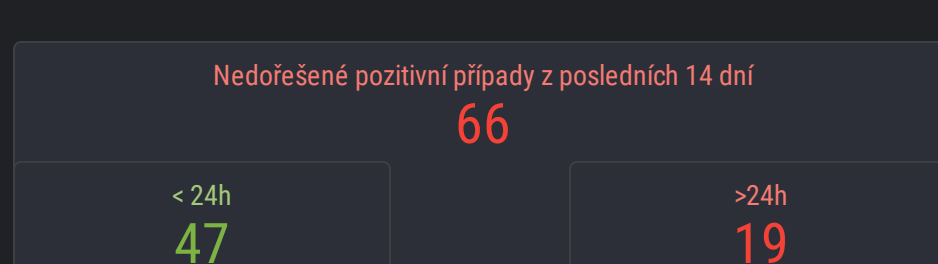 Nedořešené pozitivní případy z posledních 14 dní
66
< 24h
>24h
47
19